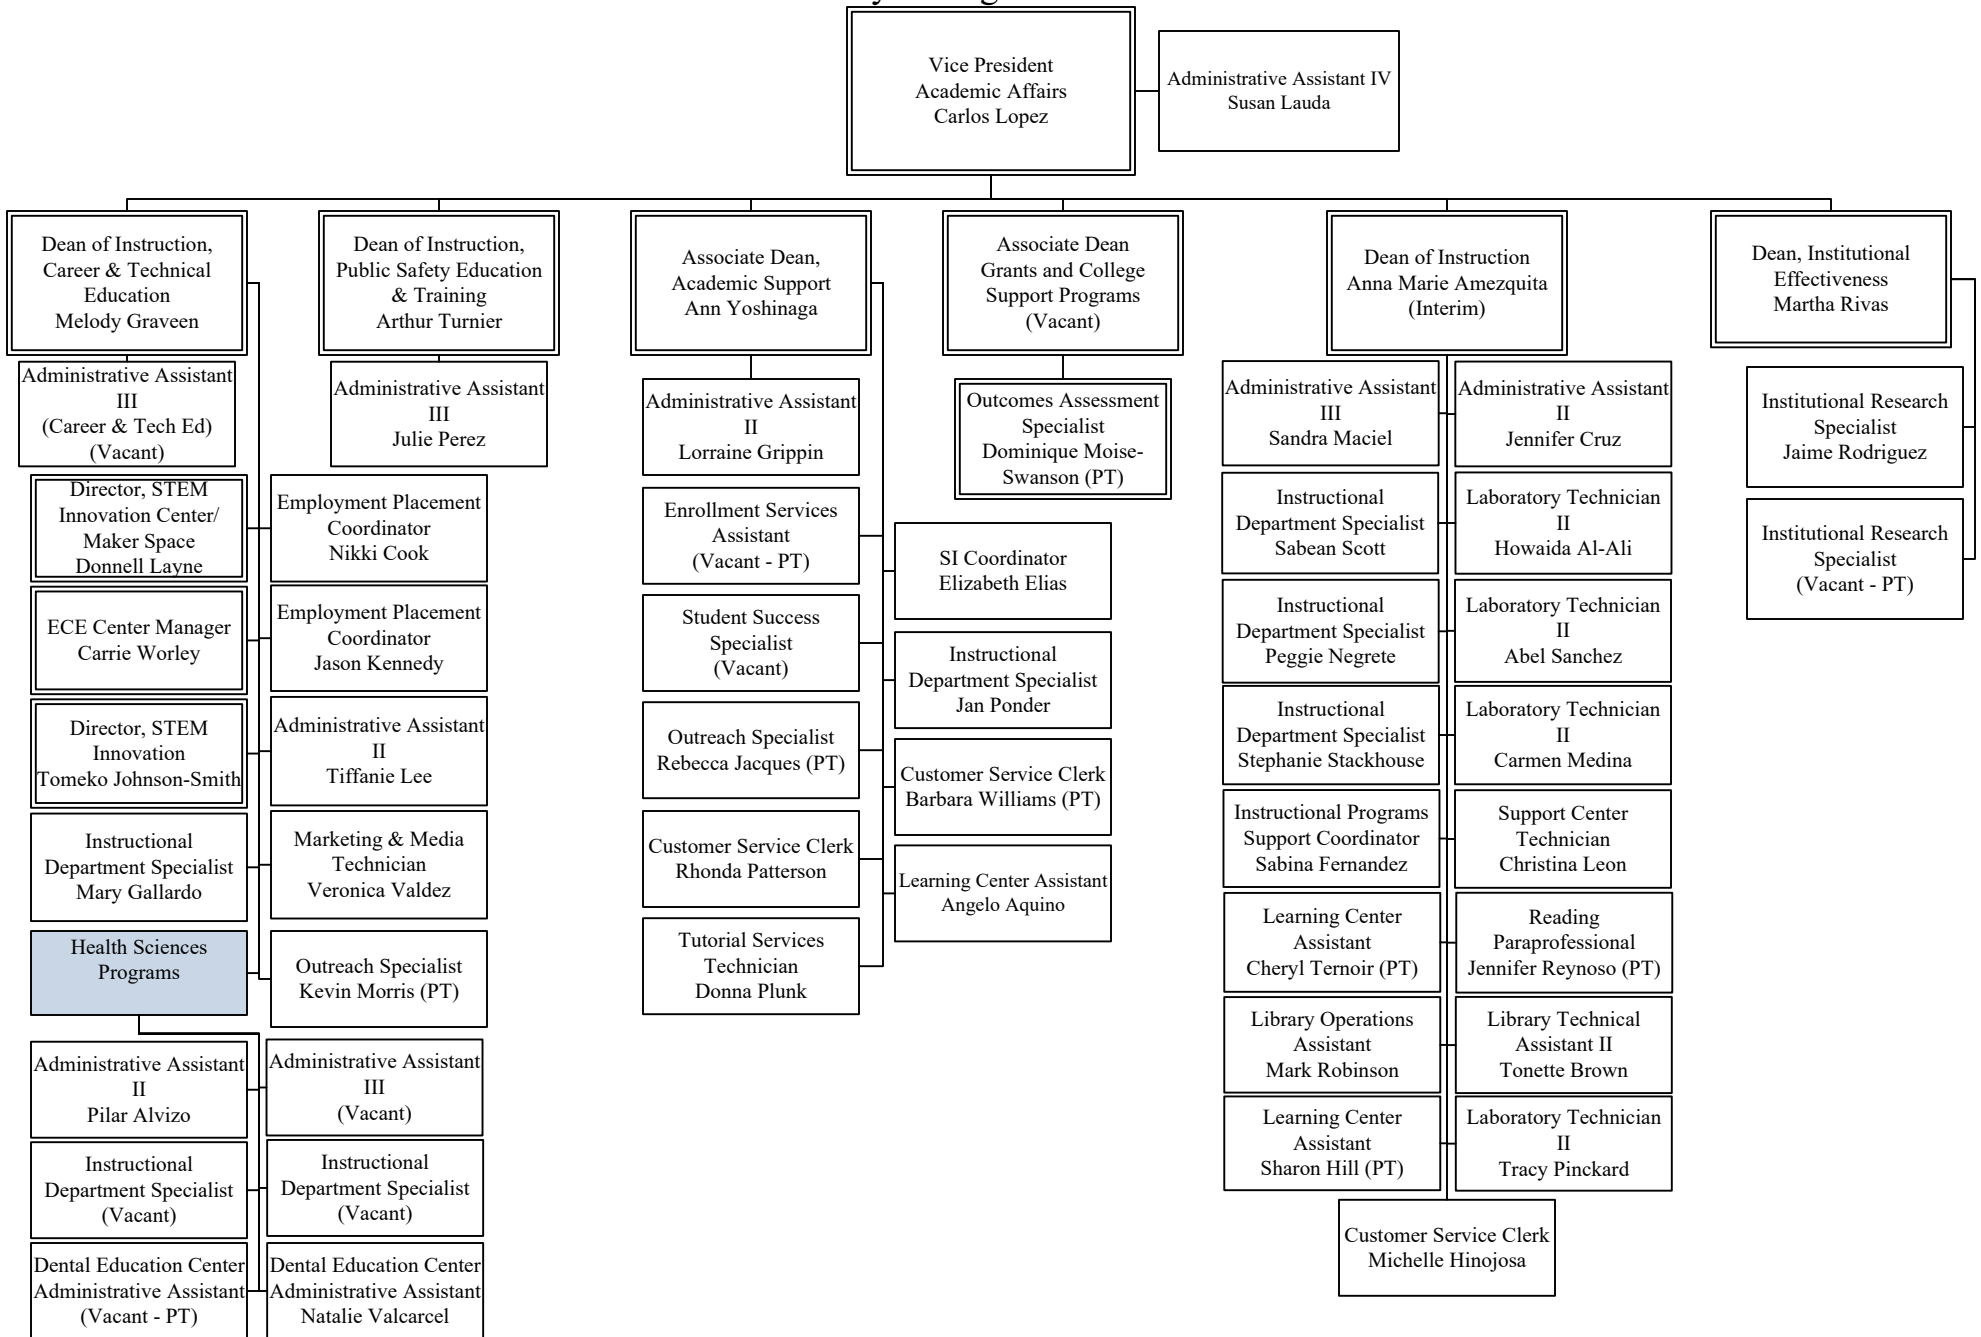 Vice President
Academic Affairs
Carlos Lopez
Administrative Assistant IV
Susan Lauda
Dean of Instruction,
Career & Technical
Education
Melody Graveen
Dean of Instruction,
Public Safety Education
& Training
Arthur Turnier
Associate Dean,
Academic Support
Ann Yoshinaga
Associate Dean
Grants and College
Support Programs
(Vacant)
Dean of Instruction
Anna Marie Amezquita
(Interim)
Dean, Institutional
Effectiveness
Martha Rivas
Administrative Assistant
III
(Career & Tech Ed)
(Vacant)
Director, STEM
Innovation Center/
Maker Space
Donnell Layne
Employment Placement
Coordinator
Nikki Cook
ECE Center Manager
Carrie Worley
Employment Placement
Coordinator
Jason Kennedy
Director, STEM
Innovation
Tomeko Johnson-Smith
Administrative Assistant
II
Tiffanie Lee
Instructional
Department Specialist
Mary Gallardo
Marketing & Media
Technician
Veronica Valdez
Health Sciences
Programs
Outreach Specialist
Kevin Morris (PT)
Administrative Assistant
II
Pilar Alvizo
Administrative Assistant
III
(Vacant)
Instructional
Department Specialist
(Vacant)
Instructional
Department Specialist
(Vacant)
Dental Education Center
Administrative Assistant
(Vacant - PT)
Dental Education Center
Administrative Assistant
Natalie Valcarcel
Administrative Assistant
III
Julie Perez
Administrative Assistant
II
Lorraine Grippin
Enrollment Services
Assistant
(Vacant - PT)
SI Coordinator
Elizabeth Elias
Student Success
Specialist
(Vacant)
Instructional
Department Specialist
Jan Ponder
Outreach Specialist
Rebecca Jacques (PT)
Customer Service Clerk
Barbara Williams (PT)
Customer Service Clerk
Rhonda Patterson
Learning Center Assistant
Angelo Aquino
Tutorial Services
Technician
Donna Plunk
Outcomes Assessment
Specialist
Dominique Moise-
Swanson (PT)
Administrative Assistant
III
Sandra Maciel
Administrative Assistant
II
Jennifer Cruz
Instructional
Department Specialist
Sabean Scott
Laboratory Technician
II
Howaida Al-Ali
Instructional
Department Specialist
Peggie Negrete
Laboratory Technician
II
Abel Sanchez
Instructional
Department Specialist
Stephanie Stackhouse
Laboratory Technician
II
Carmen Medina
Instructional Programs
Support Coordinator
Sabina Fernandez
Support Center
Technician
Christina Leon
Learning Center
Assistant
Cheryl Ternoir (PT)
Reading
Paraprofessional
Jennifer Reynoso (PT)
Library Operations
Assistant
Mark Robinson
Library Technical
Assistant II
Tonette Brown
Learning Center
Assistant
Sharon Hill (PT)
Laboratory Technician
II
Tracy Pinckard
Customer Service Clerk
Michelle Hinojosa
Institutional Research
Specialist
Jaime Rodriguez
Institutional Research
Specialist
(Vacant - PT)